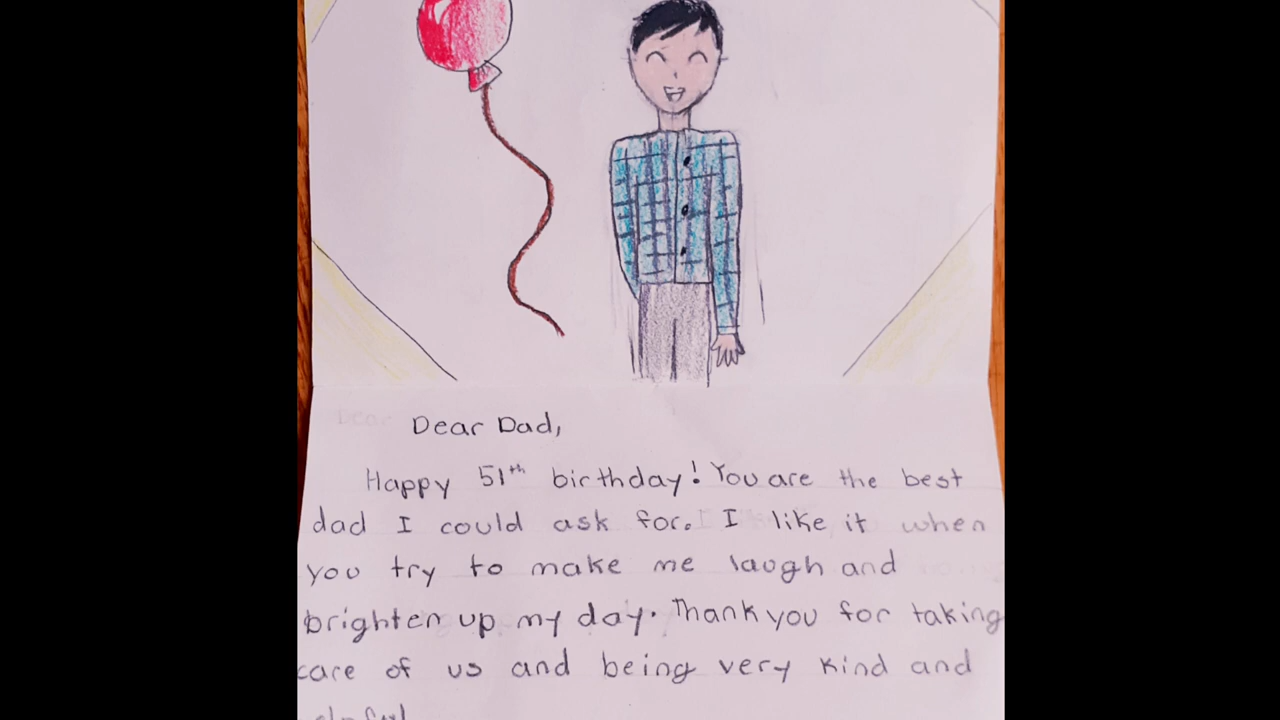 Dear Dad,
Happy 51th birthday! You are the best
dad I could ask for. I like it when
you try to make me laugh and
brighten up my day. Thank you for taking
care of us and being very kind and